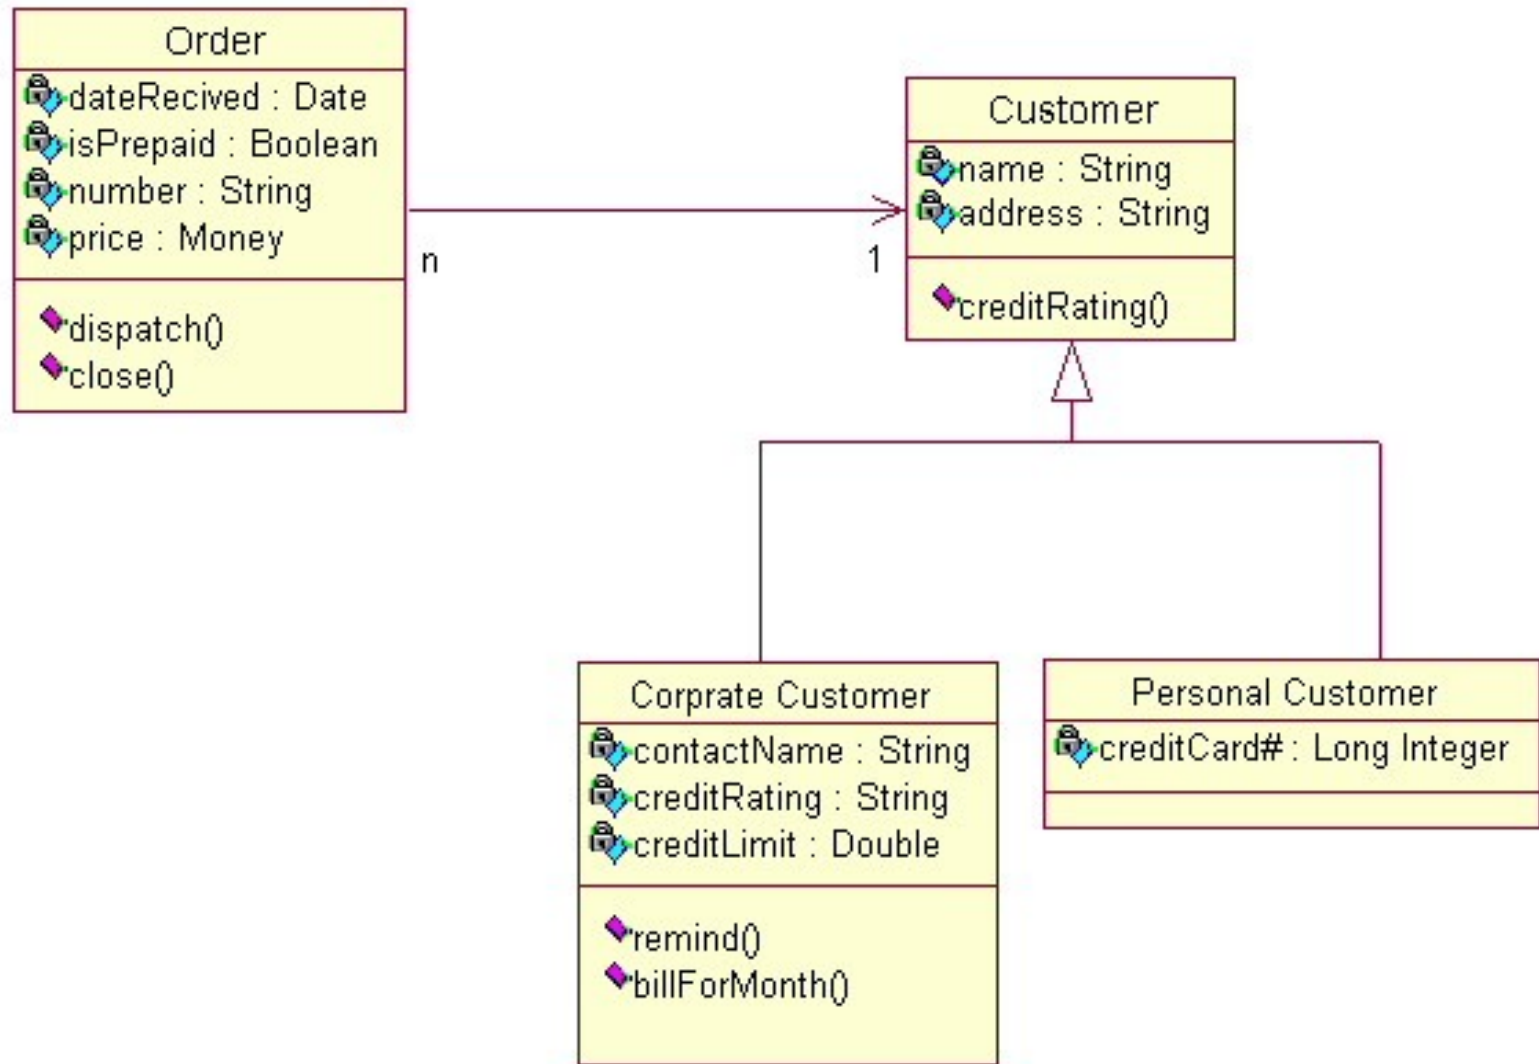 Order
dateRecived : Date
isPrepaid : Boolean
number : String
price : Money
dispatch()
close()
n
1
Customer
name : String
address : String
creditRating()
Corprate Customer
contactName : String
creditRating : String
creditLimit : Double
remind()
billForMonth()
Personal Customer
creditCard# : Long Integer